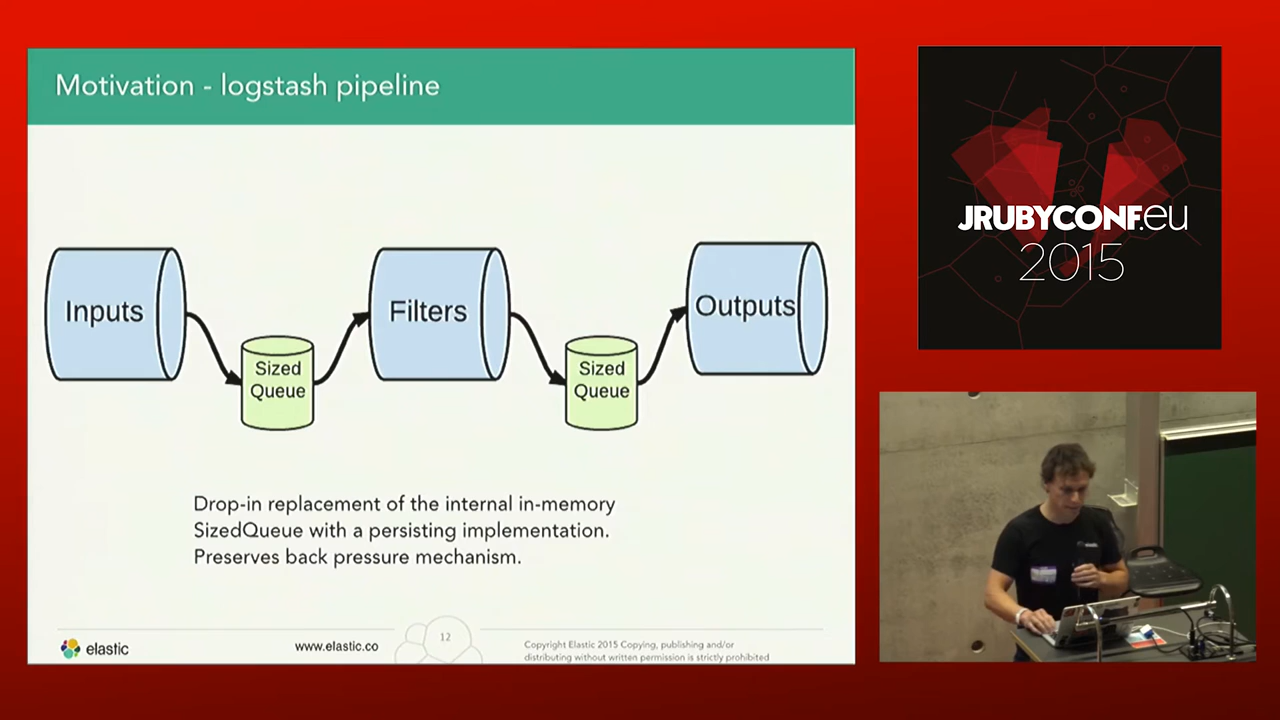 Motivation - logstash pipeline
Inputs
Sized
Queue
Filters
Sized
Queue
Outputs
Drop-in replacement of the internal in-memory
SizedQueue with a persisting implementation.
Preserves back pressure mechanism.
elastic
www.elastic.co
12
Copyright Elastic 2015 Copying, publishing and/or
distributing without written permission is strictly prohibited
JRUBYCONF.eu
2015